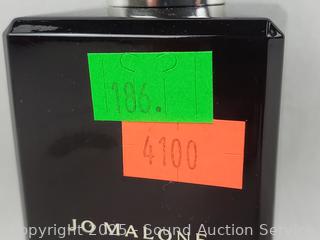 186.
4100
JO MALONE
Copyright 2025 - Sound Auction Service